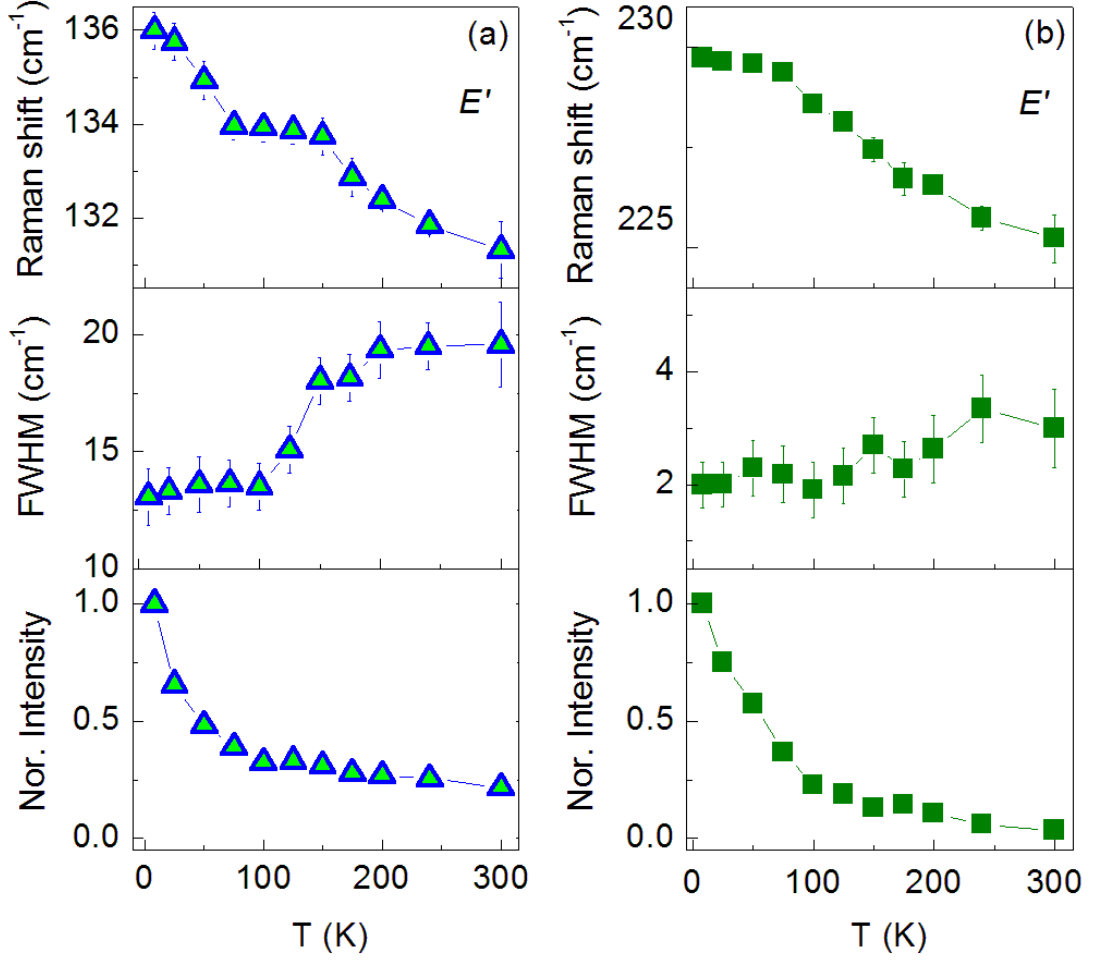 (a)
E'
Raman shift (cm⁻¹)
136
134
132
FWHM (cm⁻¹)
20
15
10
Nor. Intensity
1.0
0.5
0.0
0
100
200
300
T (K)
(b)
E'
Raman shift (cm⁻¹)
230
225
FWHM (cm⁻¹)
4
2
Nor. Intensity
1.0
0.5
0.0
0
100
200
300
T (K)